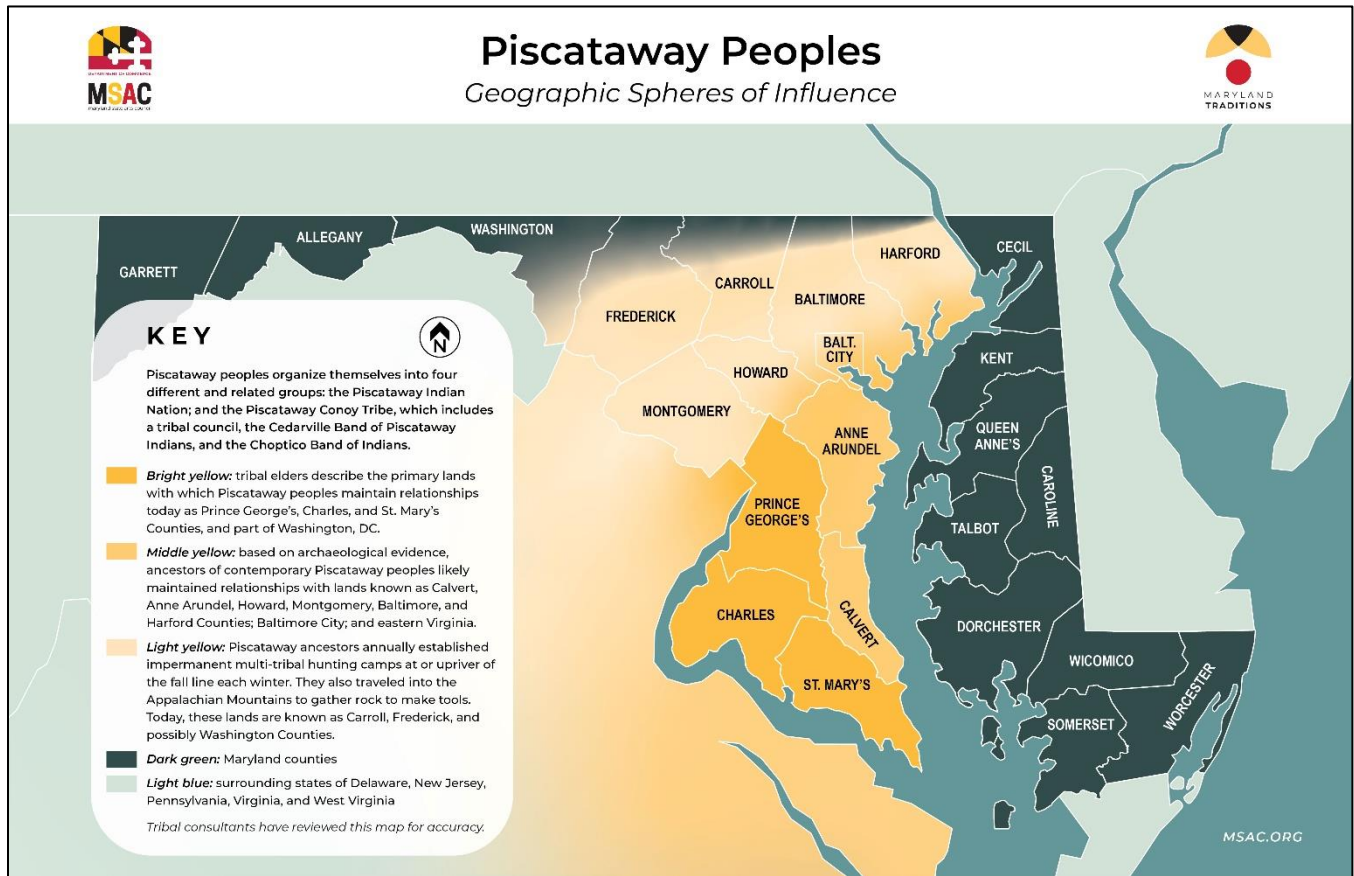 Piscataway Peoples
Geographic Spheres of Influence
DEPARTMENT OF COMMERCE
MSAC
maryland state arts council
MARYLAND
TRADITIONS
GARRETT
ALLEGANY
WASHINGTON
FREDERICK
CARROLL
BALTIMORE
HARFORD
CECIL
BALT.
CITY
HOWARD
MONTGOMERY
KENT
QUEEN
ANNE'S
ANNE
ARUNDEL
CAROLINE
PRINCE
GEORGE'S
TALBOT
CHARLES
CALVERT
DORCHESTER
ST. MARY'S
WICOMICO
WORCESTER
SOMERSET
KEY
N
Piscataway peoples organize themselves into four
different and related groups: the Piscataway Indian
Nation; and the Piscataway Conoy Tribe, which includes
a tribal council, the Cedarville Band of Piscataway
Indians, and the Choptico Band of Indians.
Bright yellow: tribal elders describe the primary lands
with which Piscataway peoples maintain relationships
today as Prince George's, Charles, and St. Mary's
Counties, and part of Washington, DC.
Middle yellow: based on archaeological evidence,
ancestors of contemporary Piscataway peoples likely
maintained relationships with lands known as Calvert,
Anne Arundel, Howard, Montgomery, Baltimore, and
Harford Counties; Baltimore City; and eastern Virginia.
Light yellow: Piscataway ancestors annually established
impermanent multi-tribal hunting camps at or upriver of
the fall line each winter. They also traveled into the
Appalachian Mountains to gather rock to make tools.
Today, these lands are known as Carroll, Frederick, and
possibly Washington Counties.
Dark green: Maryland counties
Light blue: surrounding states of Delaware, New Jersey,
Pennsylvania, Virginia, and West Virginia
Tribal consultants have reviewed this map for accuracy.
MSAC.ORG